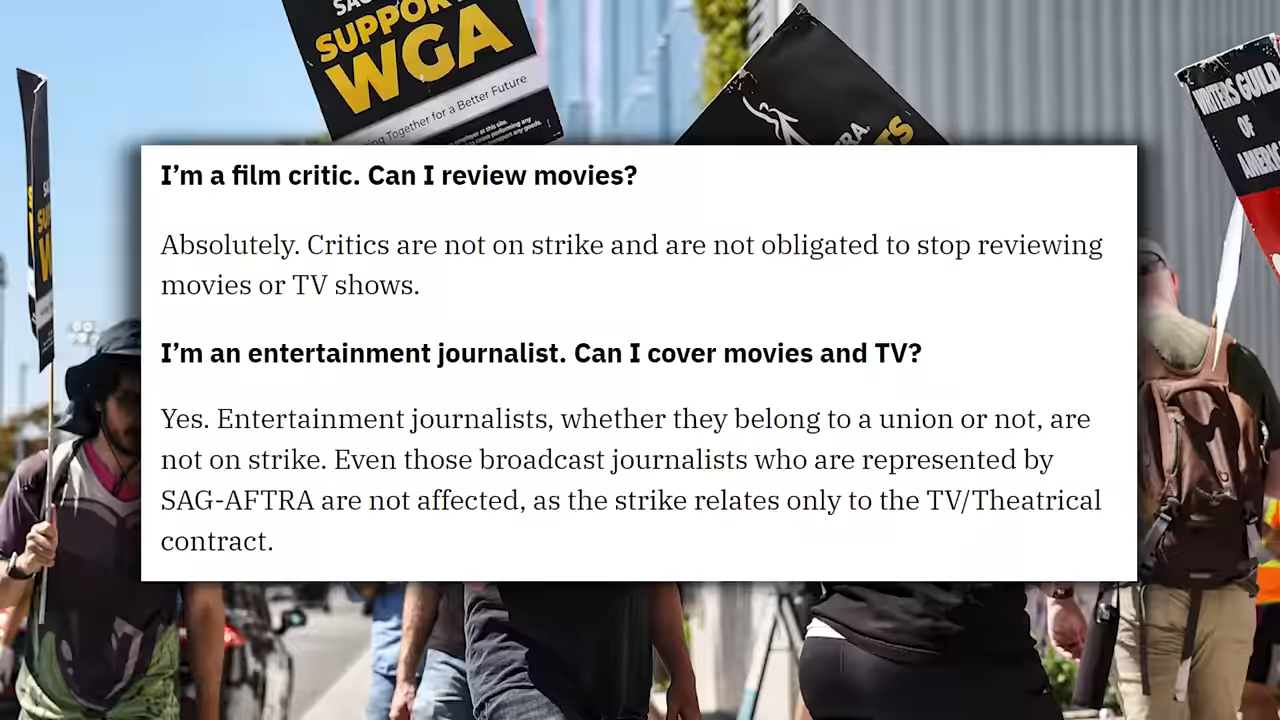 SUPPORT
WGA
Together for a Better Future
WRITERS GUILD
OF
I’m a film critic. Can I review movies?
Absolutely. Critics are not on strike and are not obligated to stop reviewing
movies or TV shows.
I’m an entertainment journalist. Can I cover movies and TV?
Yes. Entertainment journalists, whether they belong to a union or not, are
not on strike. Even those broadcast journalists who are represented by
SAG-AFTRA are not affected, as the strike relates only to the TV/Theatrical
contract.